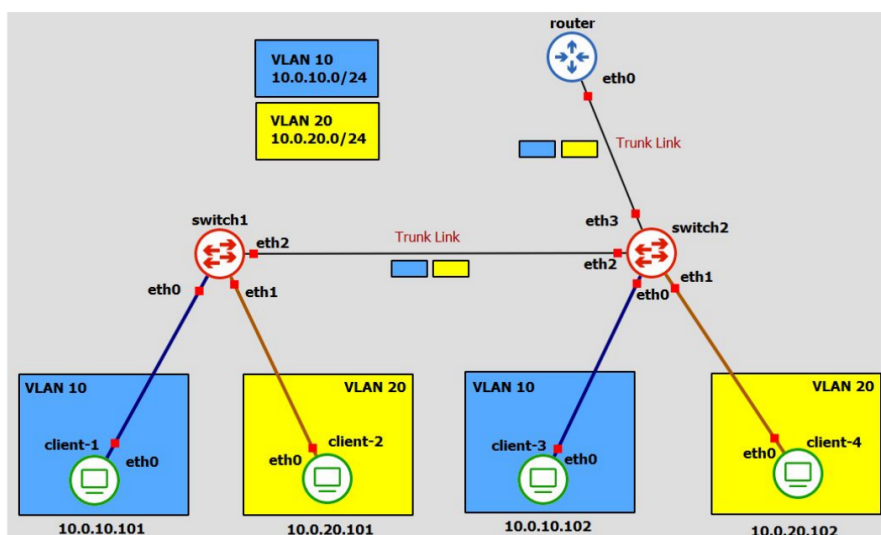 router
VLAN 10
10.0.10.0/24
eth0
VLAN 20
10.0.20.0/24
Trunk Link
switch1
eth3
switch2
eth2
Trunk Link
eth2
eth0
eth1
eth0
eth1
VLAN 10
VLAN 20
VLAN 10
VLAN 20
client-1
eth0
client-2
eth0
client-3
eth0
client-4
eth0
10.0.10.101
10.0.20.101
10.0.10.102
10.0.20.102